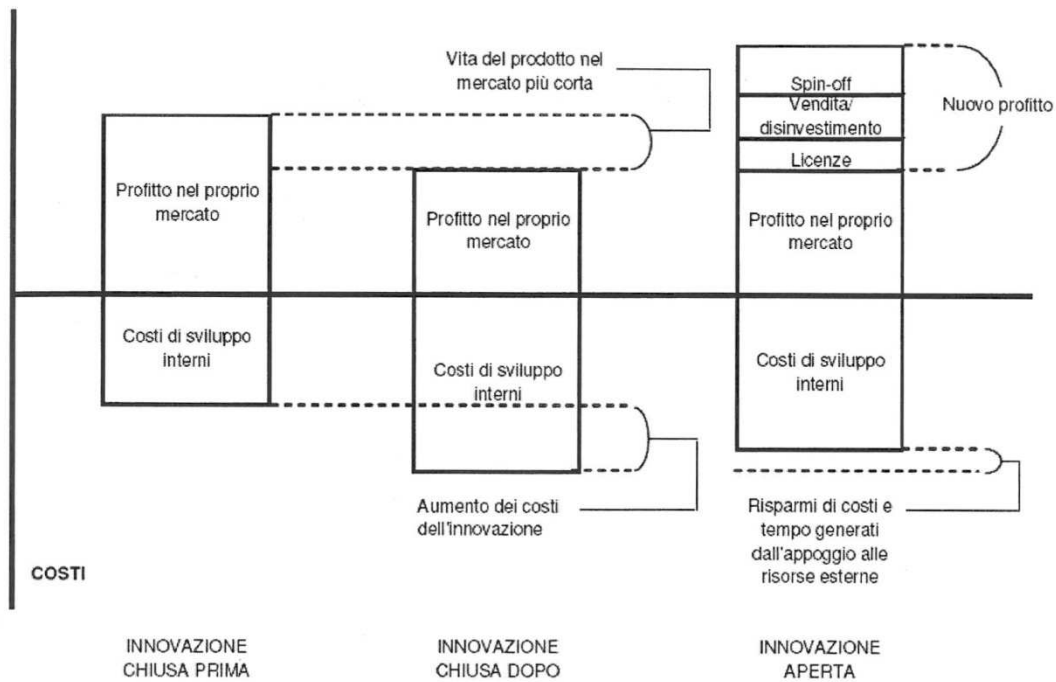 Vita del prodotto nel
mercato più corta
Spin-off
Vendita/
disinvestimento
Licenze
Nuovo profitto
Profitto nel proprio
mercato
Profitto nel proprio
mercato
Profitto nel proprio
mercato
Costi di sviluppo
interni
Costi di sviluppo
interni
Costi di sviluppo
interni
Aumento dei costi
dell'innovazione
Risparmi di costi e
tempo generati
dall'appoggio alle
risorse esterne
COSTI
INNOVAZIONE
CHIUSA PRIMA
INNOVAZIONE
CHIUSA DOPO
INNOVAZIONE
APERTA